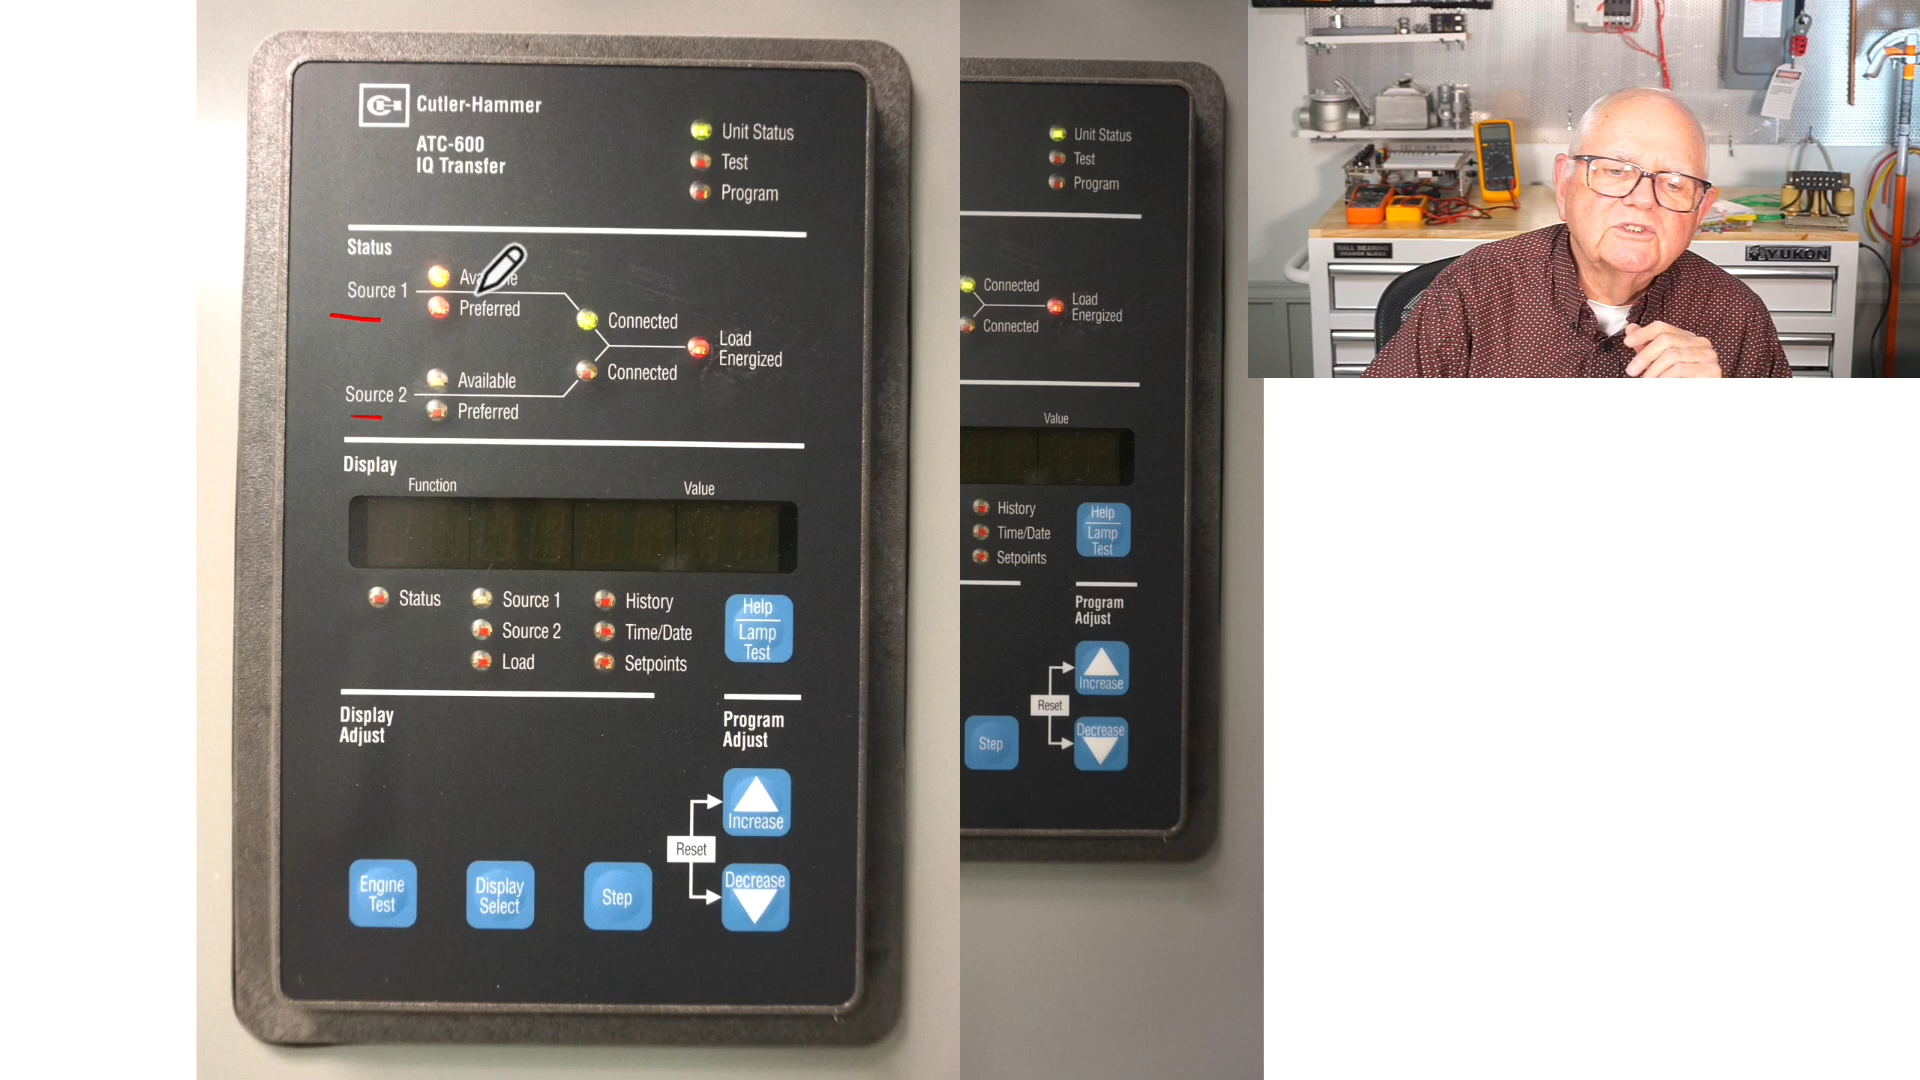 Cutler-Hammer
ATC-600
IQ Transfer
Unit Status
Test
Program
Status
Source 1
Available
Preferred
Connected
Load
Energized
Connected
Source 2
Available
Preferred
Display
Function
Value
Status
Source 1
Source 2
Load
History
Time/Date
Setpoints
Help
Lamp
Test
Display
Adjust
Program
Adjust
Increase
Reset
Decrease
Engine
Test
Display
Select
Step
Unit Status
Test
Program
Connected
Load
Energized
Connected
Value
History
Time/Date
Setpoints
Help
Lamp
Test
Program
Adjust
Increase
Reset
Decrease
Step
BALL BEARING
YUKON